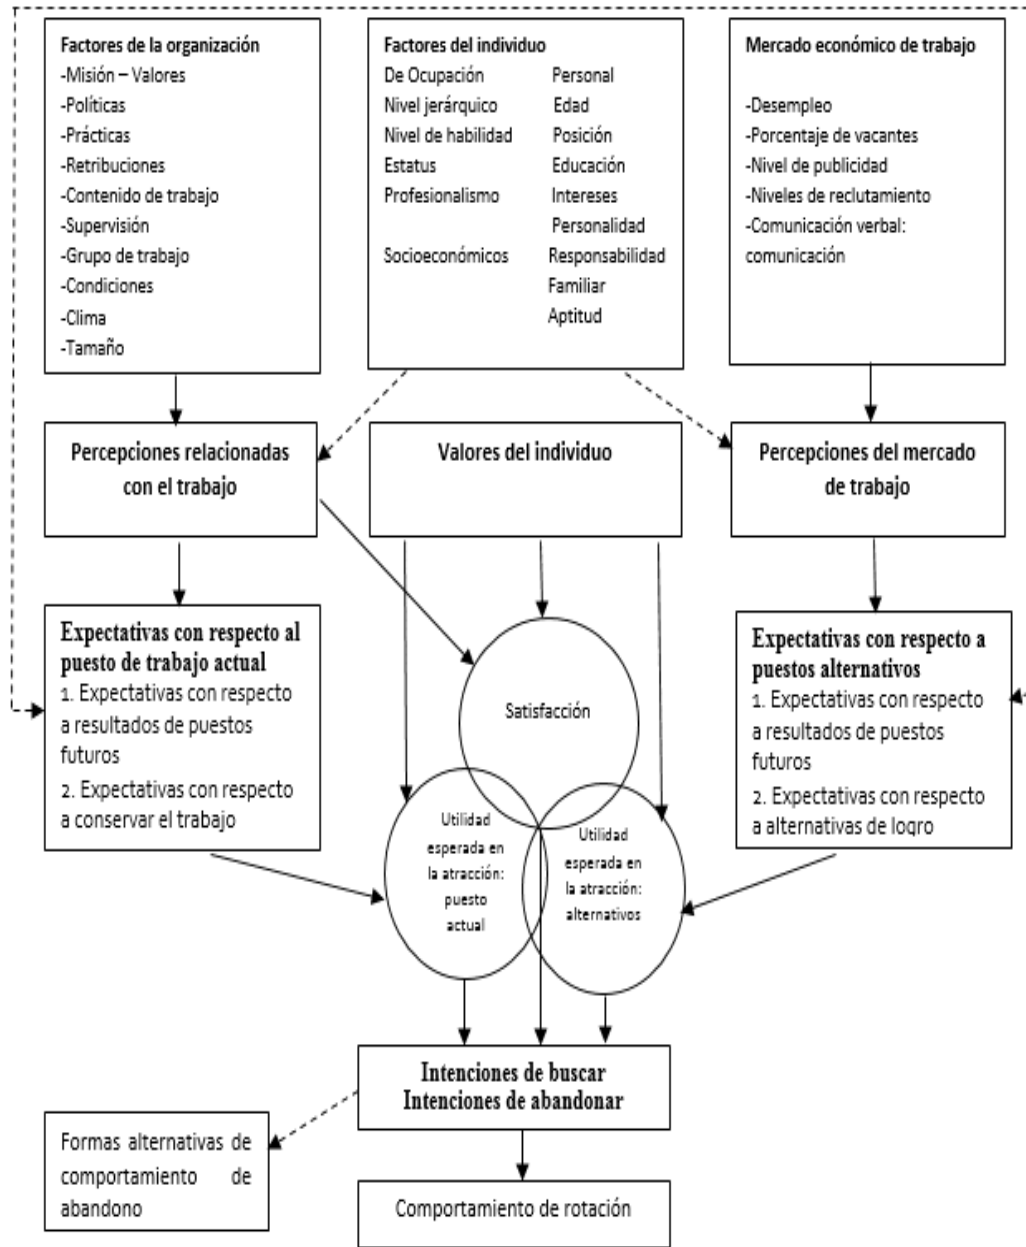 Factores de la organización
-Misión – Valores
-Políticas
-Prácticas
-Retribuciones
-Contenido de trabajo
-Supervisión
-Grupo de trabajo
-Condiciones
-Clima
-Tamaño
Factores del individuo
De Ocupación Personal
Nivel jerárquico Edad
Nivel de habilidad Posición
Estatus Educación
Profesionalismo Intereses
Personalidad
Socioeconómicos Responsabilidad
Familiar
Aptitud
Mercado económico de trabajo
-Desempleo
-Porcentaje de vacantes
-Nivel de publicidad
-Niveles de reclutamiento
-Comunicación verbal:
comunicación
Percepciones relacionadas
con el trabajo
Valores del individuo
Percepciones del mercado
de trabajo
Expectativas con respecto al
puesto de trabajo actual
1. Expectativas con respecto
a resultados de puestos
futuros
2. Expectativas con respecto
a conservar el trabajo
Satisfacción
Expectativas con respecto a
puestos alternativos
1. Expectativas con respecto
a resultados de puestos
futuros
2. Expectativas con respecto
a alternativas de logro
Utilidad
esperada en
la atracción:
puesto
actual
Utilidad
esperada en
la atracción:
alternativos
Intenciones de buscar
Intenciones de abandonar
Formas alternativas de
comportamiento de
abandono
Comportamiento de rotación